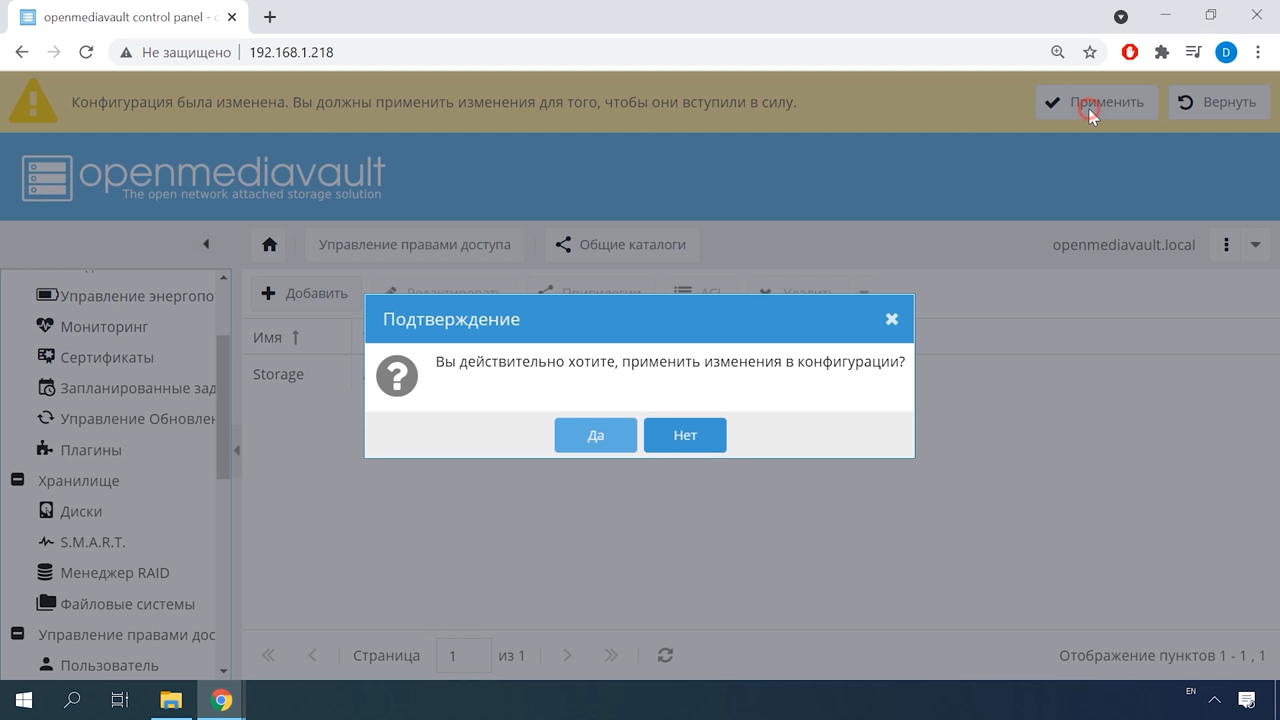 openmediavault control panel - 
Не защищено
192.168.1.218
D
Конфигурация была изменена. Вы должны применить изменения для того, чтобы они вступили в силу.
Применить
Вернуть
openmediavault
The open network attached storage solution
Управление правами доступа
Общие каталоги
openmediavault.local
Управление энергопо
Мониторинг
Сертификаты
Запланированные зад
Управление Обновлен
Плагины
Хранилище
Диски
S.M.A.R.T.
Менеджер RAID
Файловые системы
Управление правами дос
Пользователь
Добавить
Редактировать
Привилегии
ACL
Удалить
Имя
Storage
Подтверждение
Вы действительно хотите, применить изменения в конфигурации?
Да
Нет
Страница
1
из 1
Отображение пунктов 1 - 1 , 1
EN